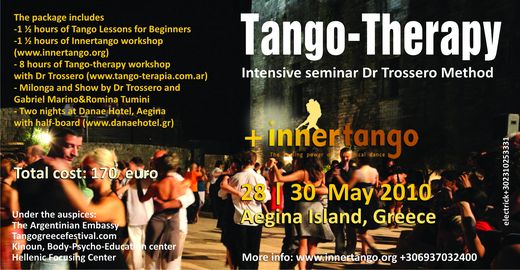 The package includes
-1 ½ hours of Tango Lessons for Beginners
-1 ½ hours of Innertango workshop
(www.innertango.org)
- 8 hours of Tango-therapy workshop
with Dr Trossero (www.tango-terapia.com.ar)
- Milonga and Show by Dr Trossero and
Gabriel Marino&Romina Tumini
- Two nights at Danae Hotel, Aegina
with half-board (www.danaehotel.gr)
Total cost: 170 euro
Under the auspices:
The Argentinian Embassy
Tangogreecefestival.com
Kinoun, Body-Psycho-Education center
Hellenic Focusing Center
Tango-Therapy
Intensive seminar Dr Trossero Method
+ innertango
28 | 30 May 2010
Aegina Island, Greece
More info: www.innertango.org +306937032400
electrick+302310253331